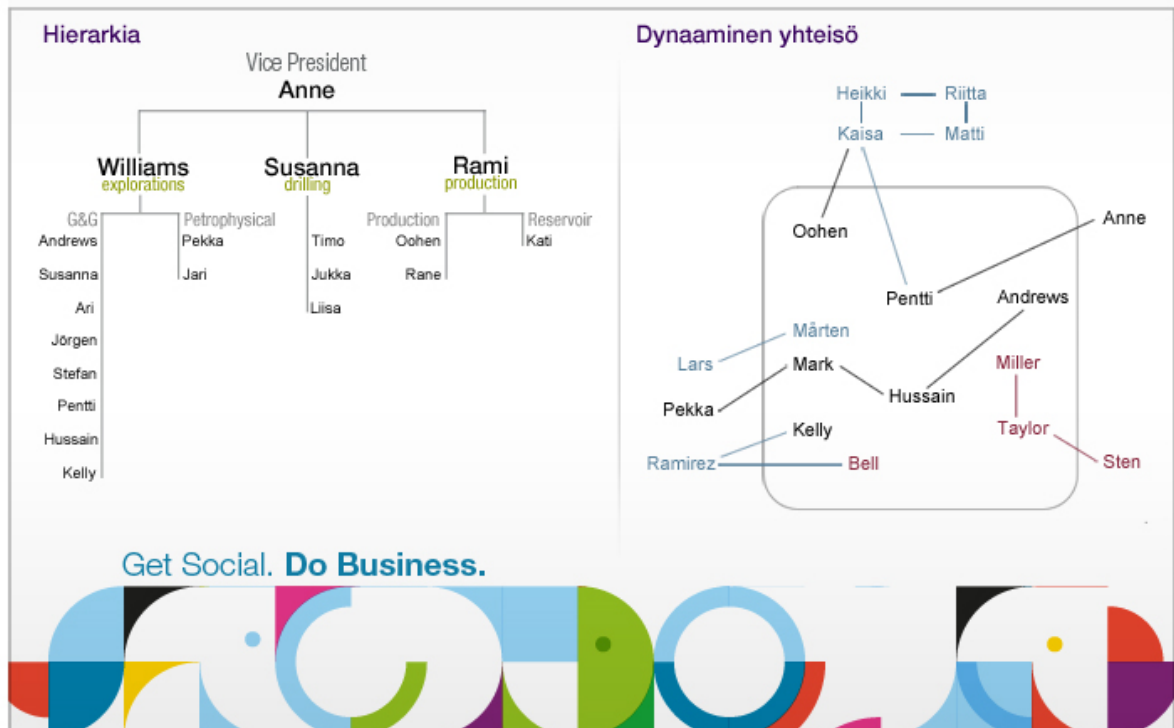 Hierarkia
Vice President
Anne
Williams
explorations
Susanna
drilling
Rami
production
G&G
Petrophysical
Production
Reservoir
Andrews
Pekka
Timo
Oohen
Kati
Susanna
Jari
Jukka
Rane
Ari
Liisa
Jörgen
Stefan
Pentti
Hussain
Kelly
Dynaaminen yhteisö
Heikki
Riitta
Kaisa
Matti
Oohen
Anne
Pentti
Andrews
Mårten
Lars
Mark
Miller
Hussain
Pekka
Kelly
Taylor
Ramirez
Bell
Sten
Get Social. Do Business.